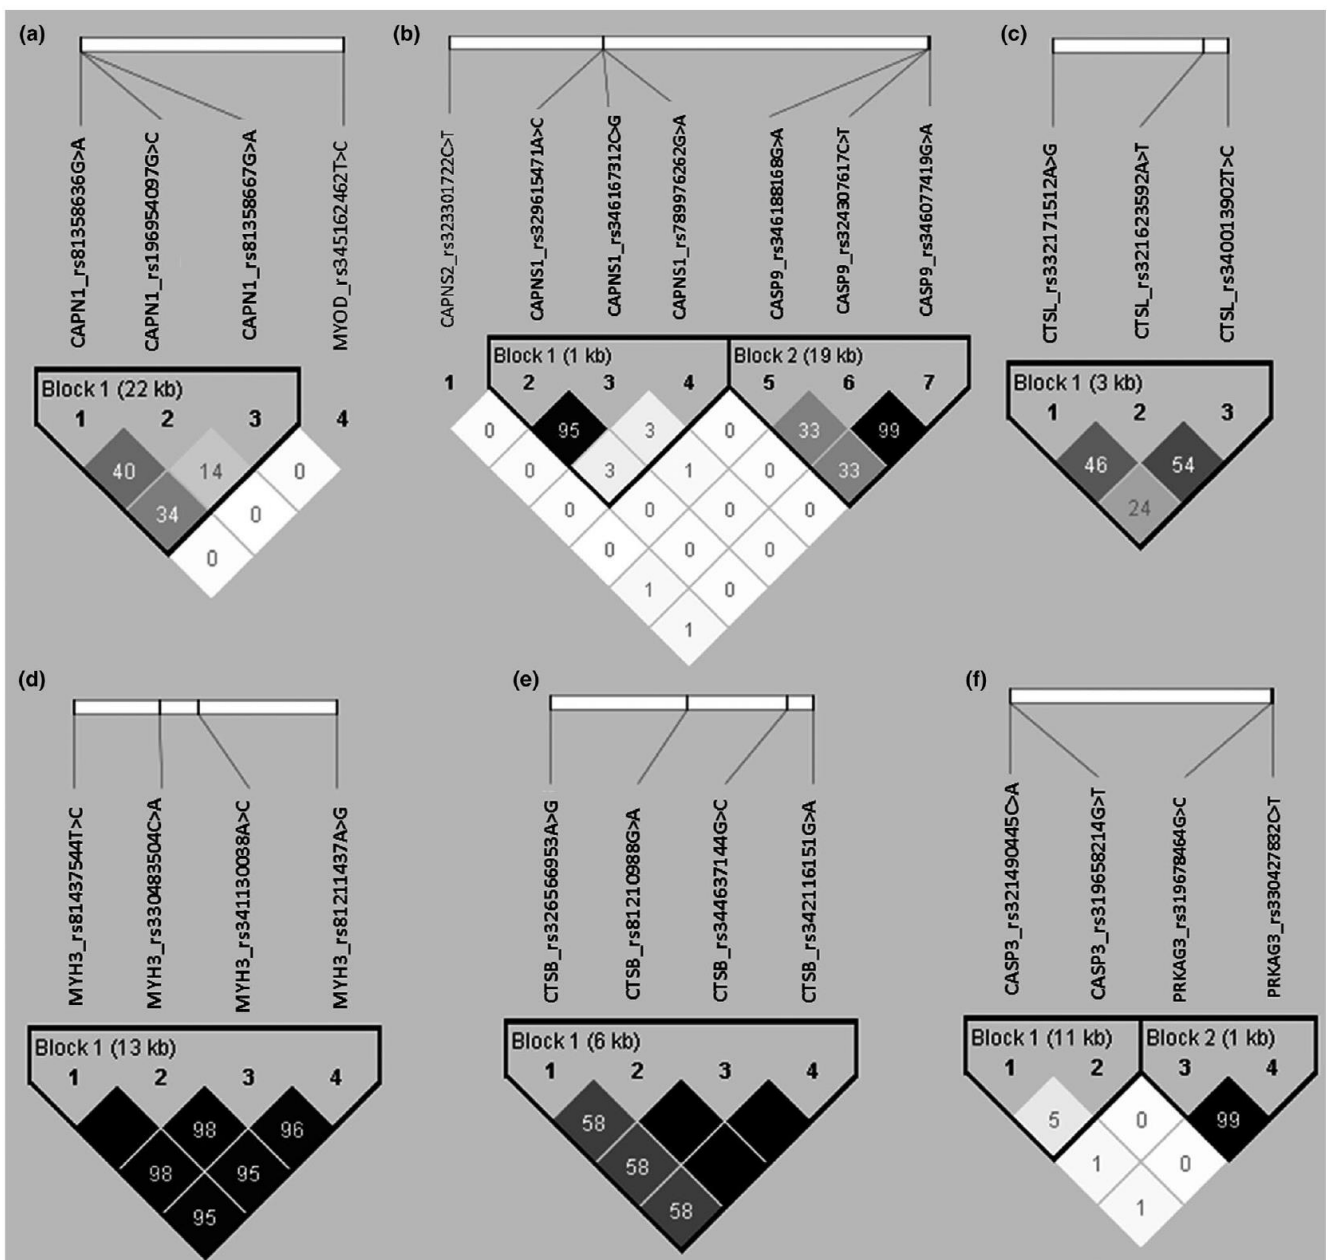 (a)
CAPN1_rs81358636G>A
CAPN1_rs196954097G>C
CAPN1_rs81358667G>A
MYOD_rs345162462T>C
Block 1 (22 kb)
1 2 3 4
40 14 0
34 0
0
(b)
CAPNS2_rs323301722C>T
CAPNS1_rs329615471A>C
CAPNS1_rs346167312C>G
CAPNS1_rs789976262G>A
CASP9_rs346188168G>A
CASP9_rs324307617C>T
CASP9_rs346077419G>A
Block 1 (1 kb) Block 2 (19 kb)
1 2 3 4 5 6 7
0 95 3 0 33 99
0 3 1 0 33
0 0 0 0
0 0 0
1 0
1
(c)
CTSL_rs332171512A>G
CTSL_rs321623592A>T
CTSL_rs340013902T>C
Block 1 (3 kb)
1 2 3
46 54
24
(d)
MYH3_rs81437544T>C
MYH3_rs330483504C>A
MYH3_rs341130038A>C
MYH3_rs81211437A>G
Block 1 (13 kb)
1 2 3 4
98 96
98 95
95
(e)
CTSB_rs326566953A>G
CTSB_rs81210988G>A
CTSB_rs344637144G>C
CTSB_rs342116151G>A
Block 1 (6 kb)
1 2 3 4
58
58
58
(f)
CASP3_rs321490445C>A
CASP3_rs319658214G>T
PRKAG3_rs319678464G>C
PRKAG3_rs330427832C>T
Block 1 (11 kb) Block 2 (1 kb)
1 2 3 4
5 0 99
1 0
1